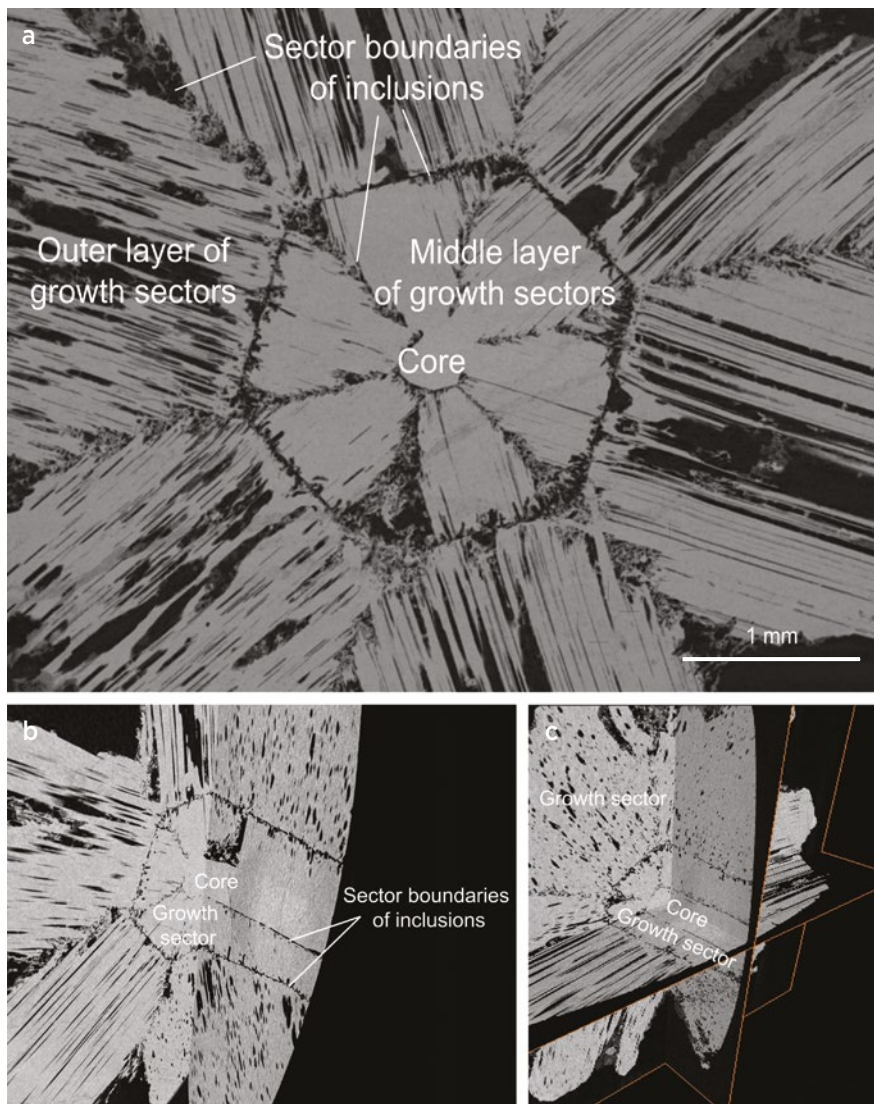 a
Sector boundaries
of inclusions
Outer layer of
growth sectors
Middle layer
of growth sectors
Core
1 mm
b
Core
Growth
sector
Sector boundaries
of inclusions
c
Growth sector
Core
Growth sector